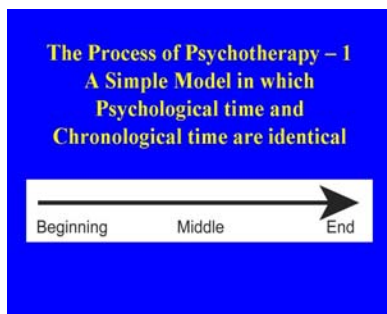 The Process of Psychotherapy – 1
A Simple Model in which
Psychological time and
Chronological time are identical
Beginning Middle End